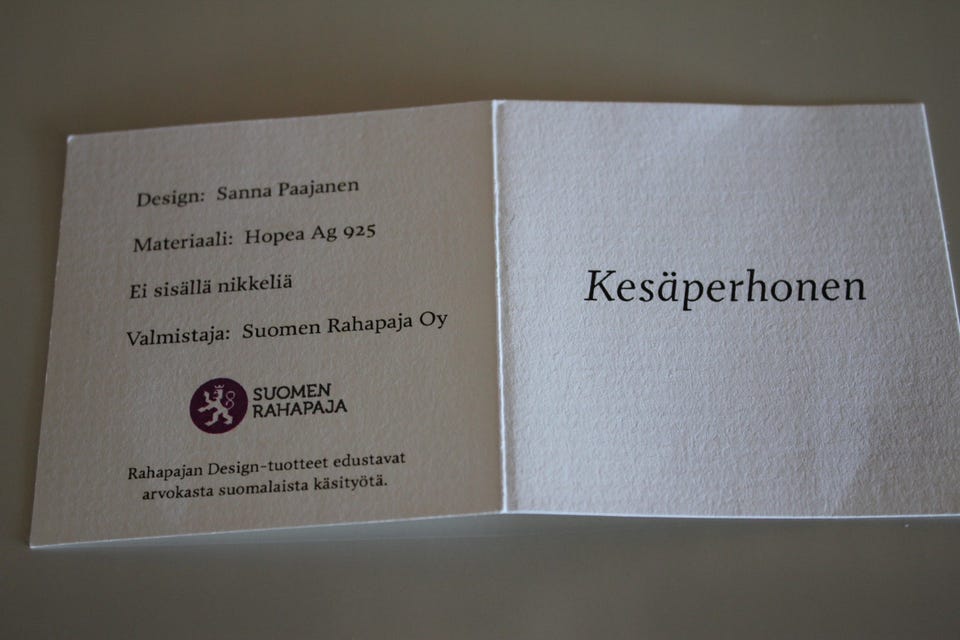 Design: Sanna Paajanen
Materiaali: Hopea Ag 925
Ei sisällä nikkeliä
Valmistaja: Suomen Rahapaja Oy
SUOMEN
RAHAPAJA
Rahapajan Design-tuotteet edustavat
arvokasta suomalaista käsityötä.
Kesäperhonen